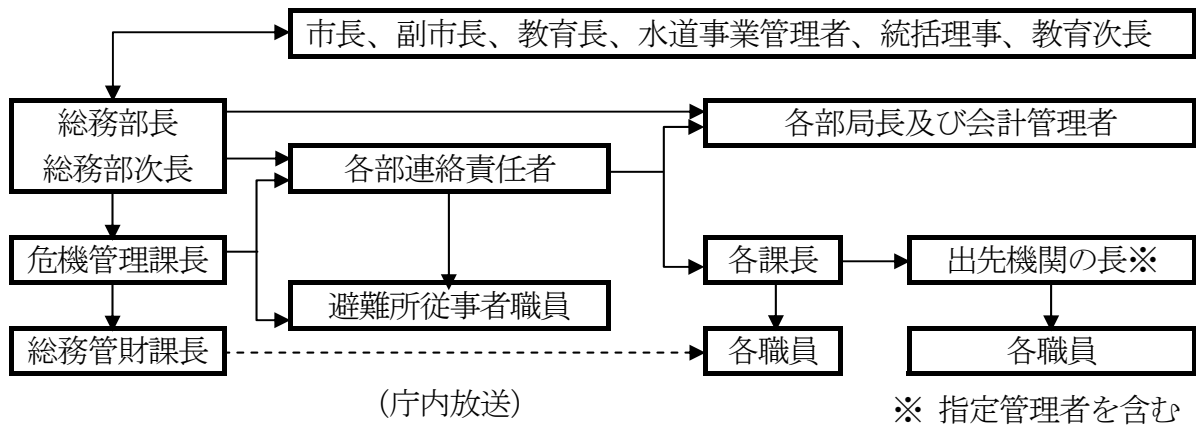 市長、副市長、教育長、水道事業管理者、統括理事、教育次長
総務部長
総務部次長
各部局長及び会計管理者
各部連絡責任者
危機管理課長
各課長
出先機関の長※
避難所従事者職員
総務管財課長
各職員
各職員
(庁内放送)
※ 指定管理者を含む